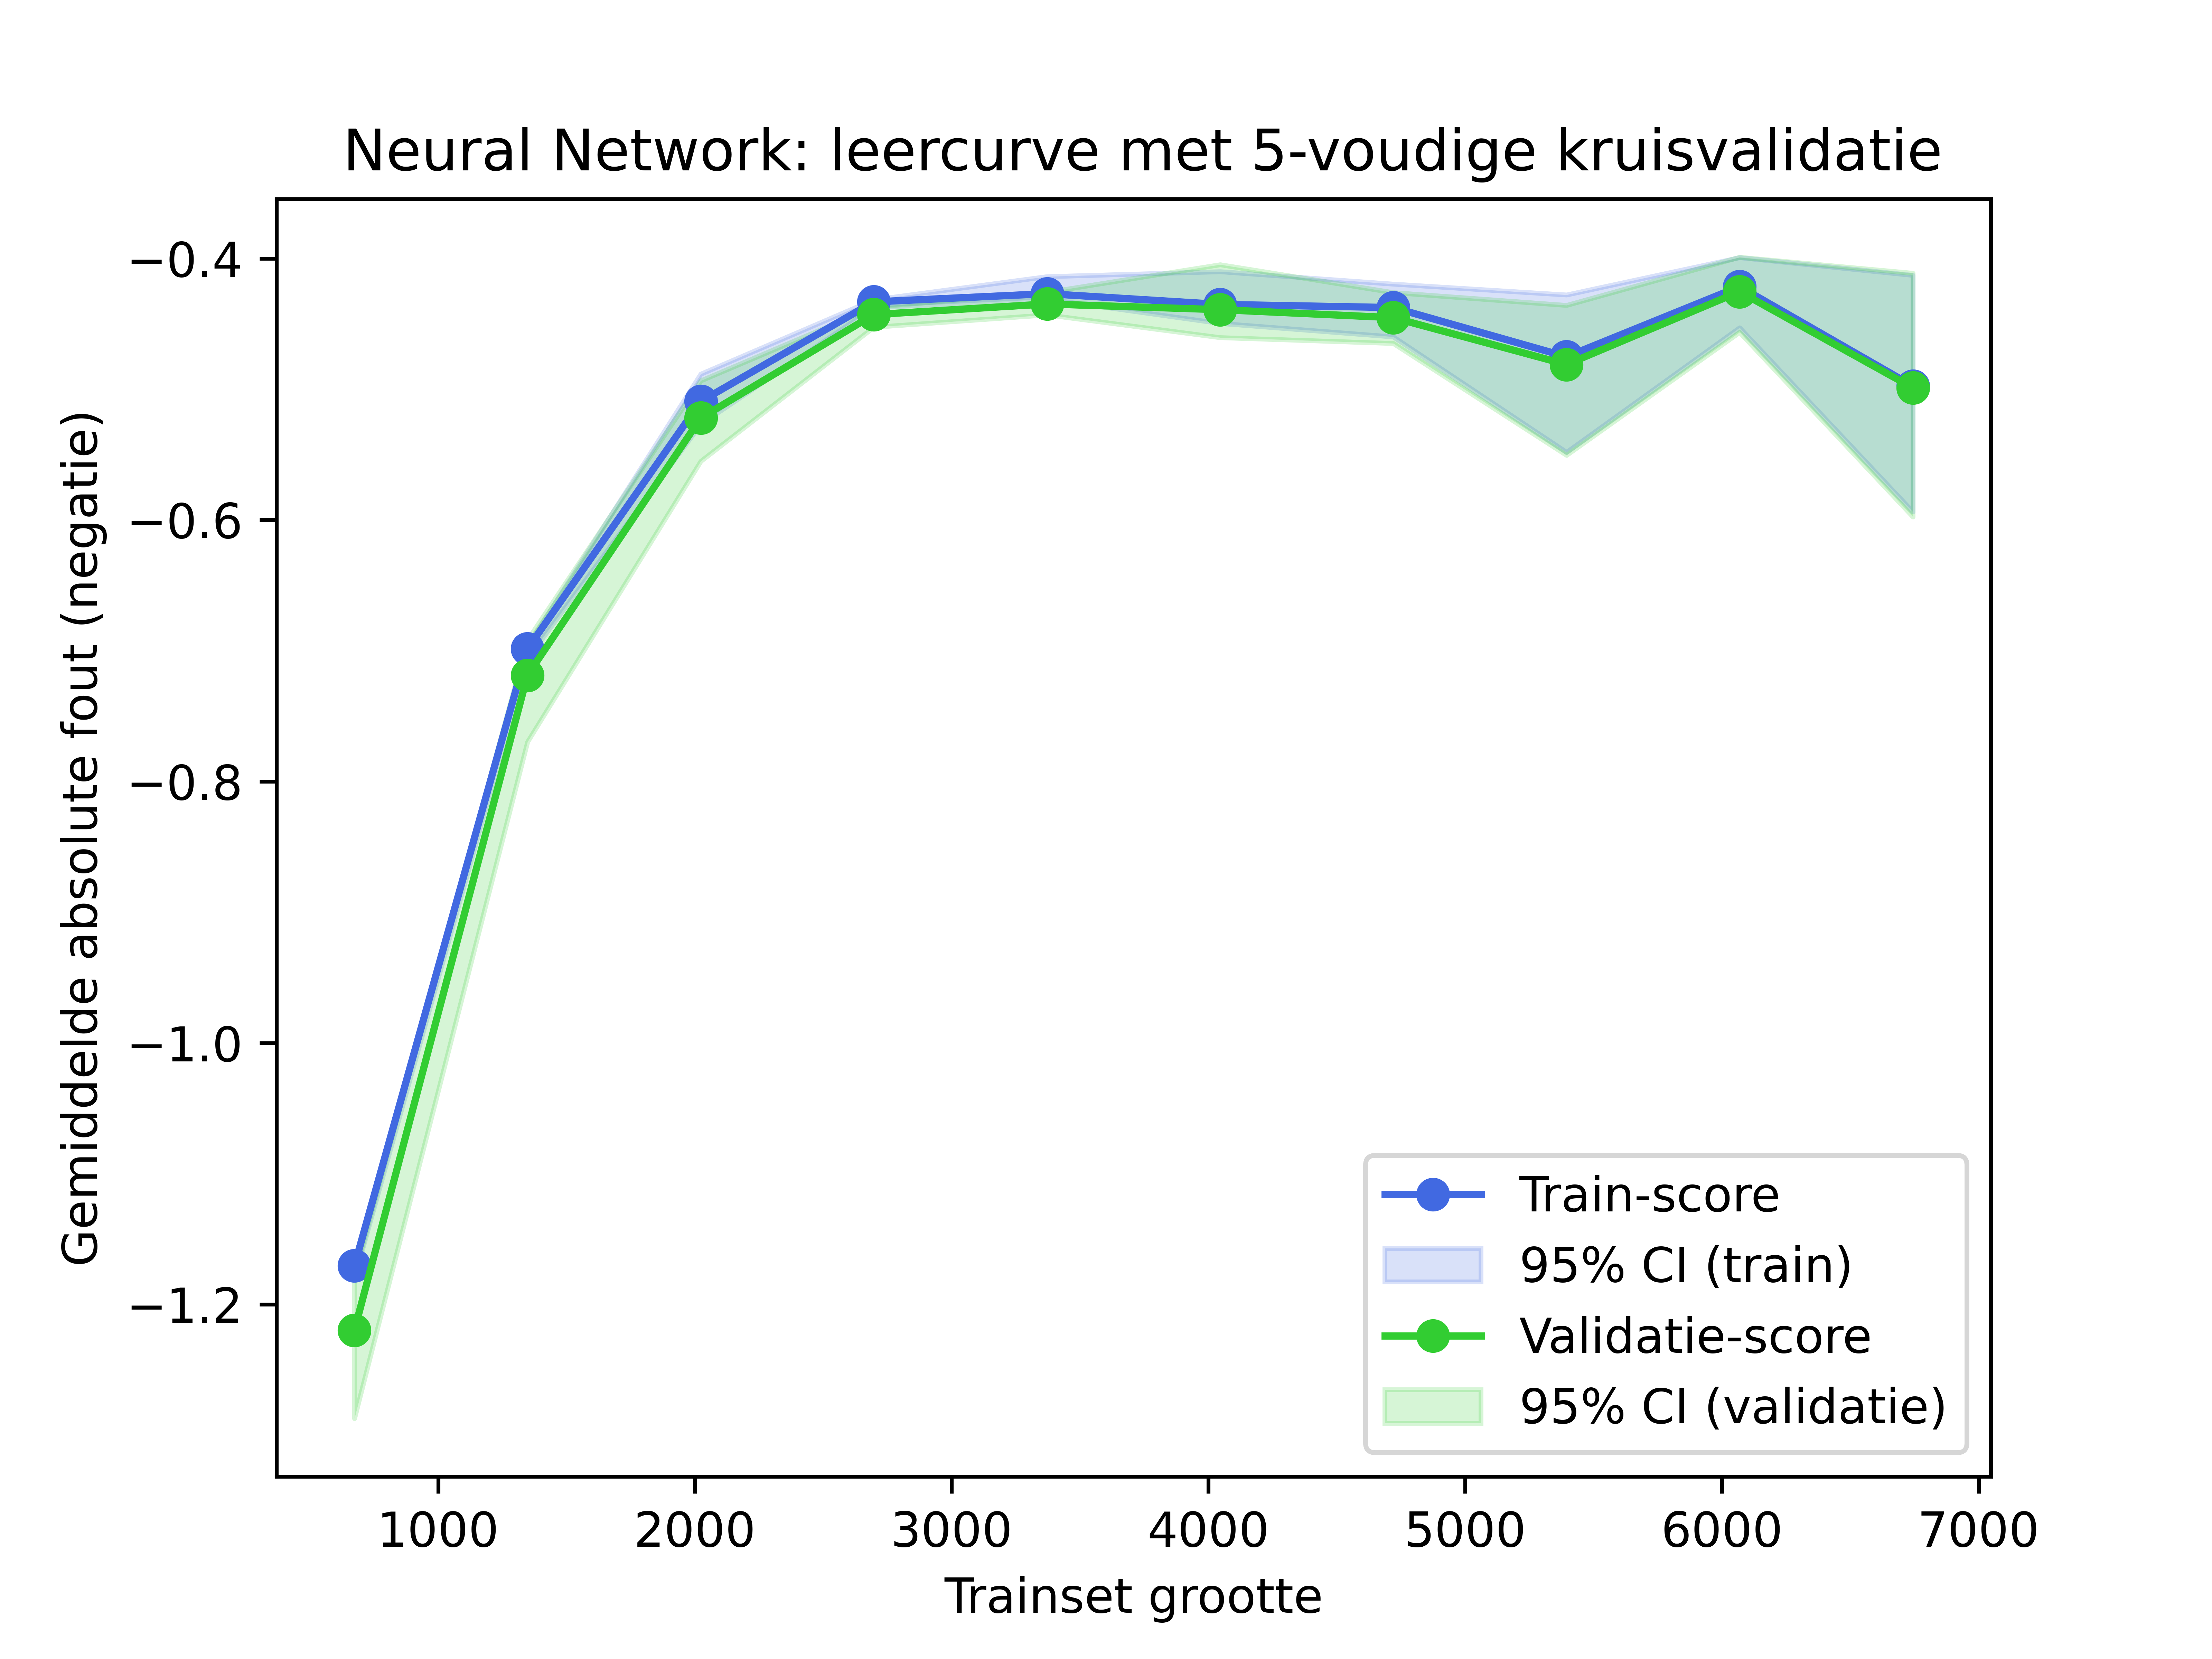 Neural Network: leercurve met 5-voudige kruisvalidatie
Gemiddelde absolute fout (negatie)
−0.4
−0.6
−0.8
−1.0
−1.2
Train-score
95% CI (train)
Validatie-score
95% CI (validatie)
1000 2000 3000 4000 5000 6000 7000
Trainset grootte